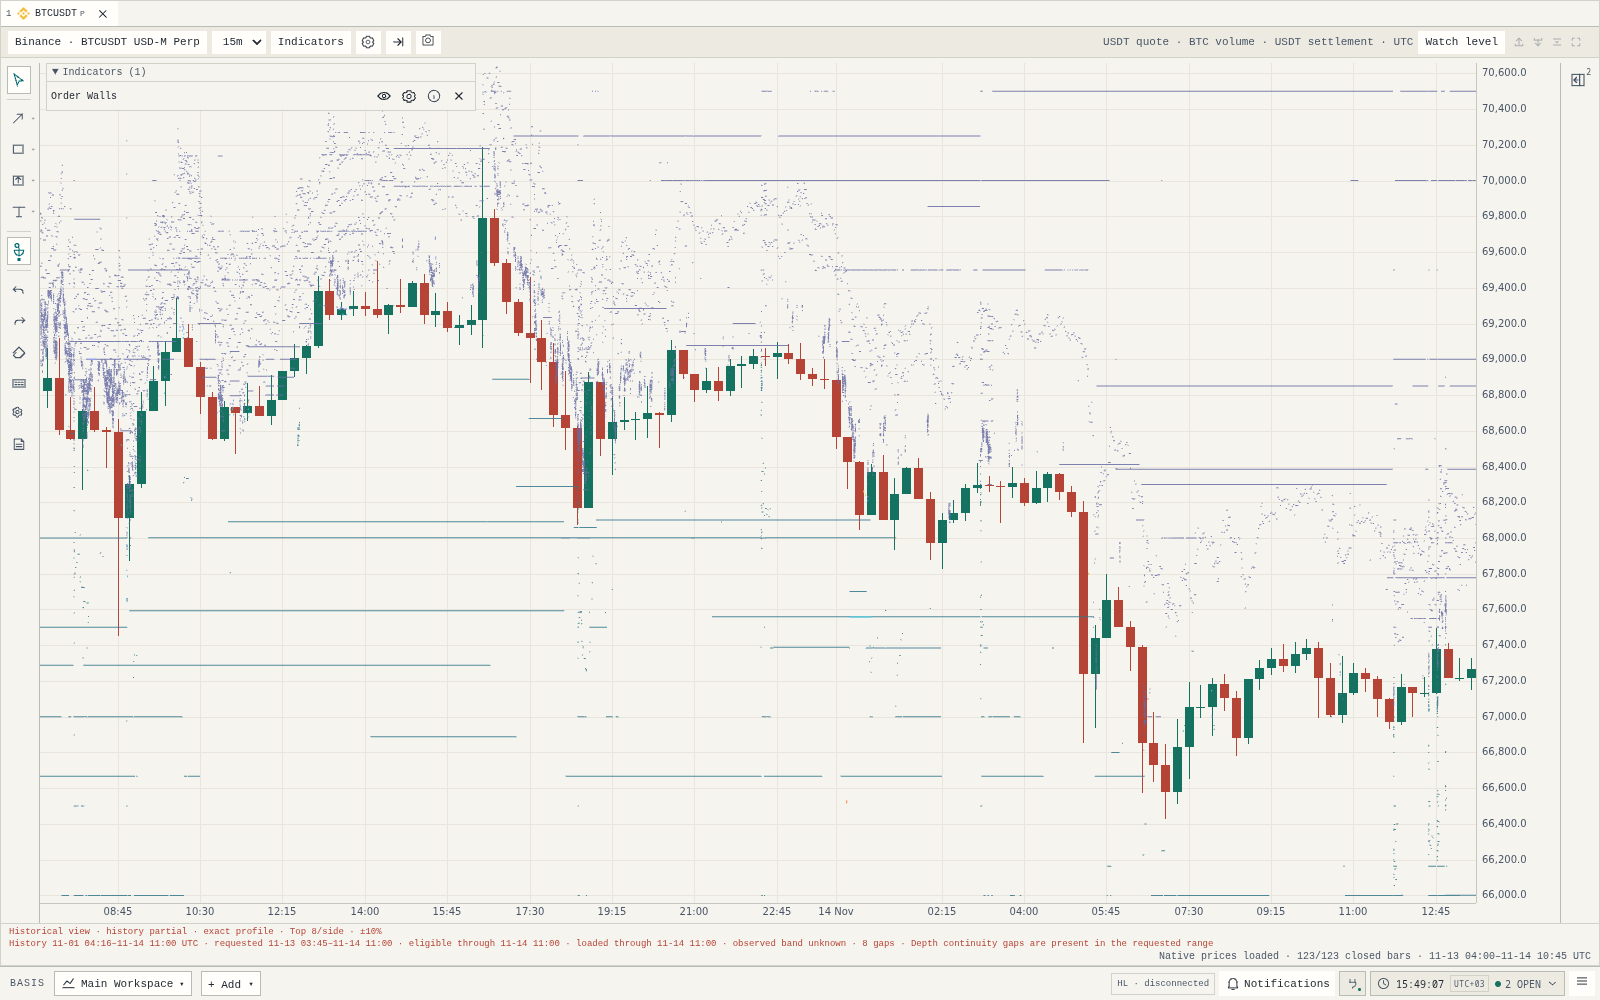 1 BTCUSDT P
Binance · BTCUSDT USD-M Perp 15m Indicators USDT quote · BTC volume · USDT settlement · UTC Watch level
▼ Indicators (1)
Order Walls
2
70,600.0
70,400.0
70,200.0
70,000.0
69,800.0
69,600.0
69,400.0
69,200.0
69,000.0
68,800.0
68,600.0
68,400.0
68,200.0
68,000.0
67,800.0
67,600.0
67,400.0
67,200.0
67,000.0
66,800.0
66,600.0
66,400.0
66,200.0
66,000.0
08:45 10:30 12:15 14:00 15:45 17:30 19:15 21:00 22:45 14 Nov 02:15 04:00 05:45 07:30 09:15 11:00 12:45
Historical view · history partial · exact profile · Top 8/side · ±10%
History 11-01 04:16–11-14 11:00 UTC · requested 11-13 03:45–11-14 11:00 · eligible through 11-14 11:00 · loaded through 11-14 11:00 · observed band unknown · 8 gaps · Depth continuity gaps are present in the requested range
Native prices loaded · 123/123 closed bars · 11-13 04:00–11-14 10:45 UTC
BASIS Main Workspace + Add HL · disconnected Notifications 15:49:07 UTC+03 2 OPEN